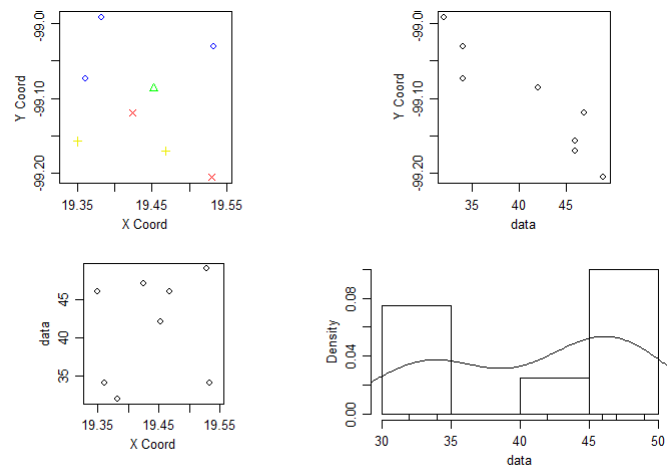 -99.00
-99.10
-99.20
Y Coord
19.35 19.45 19.55
X Coord
-99.00
-99.10
-99.20
Y Coord
35 40 45
data
45
40
35
data
19.35 19.45 19.55
X Coord
0.08
0.04
0.00
Density
30 35 40 45 50
data